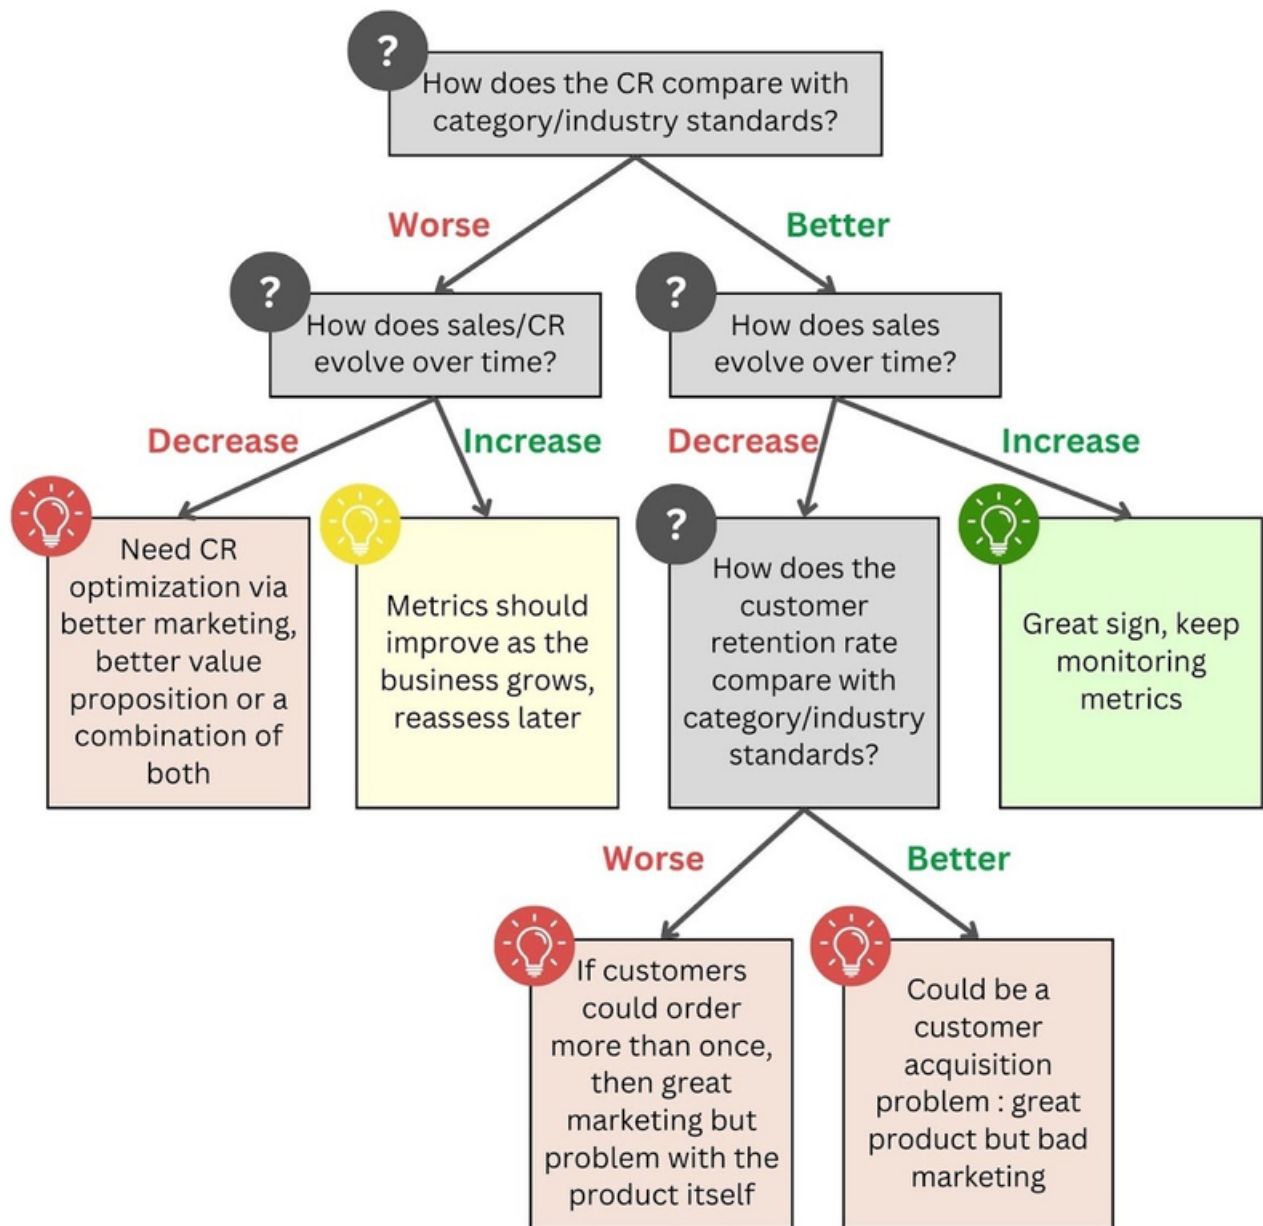 ?
How does the CR compare with
category/industry standards?
Worse
Better
?
How does sales/CR
evolve over time?
?
How does sales
evolve over time?
Decrease
Increase
Decrease
Increase
Need CR
optimization via
better marketing,
better value
proposition or a
combination of
both
Metrics should
improve as the
business grows,
reassess later
?
How does the
customer
retention rate
compare with
category/industry
standards?
Great sign, keep
monitoring
metrics
Worse
Better
If customers
could order
more than once,
then great
marketing but
problem with the
product itself
Could be a
customer
acquisition
problem : great
product but bad
marketing